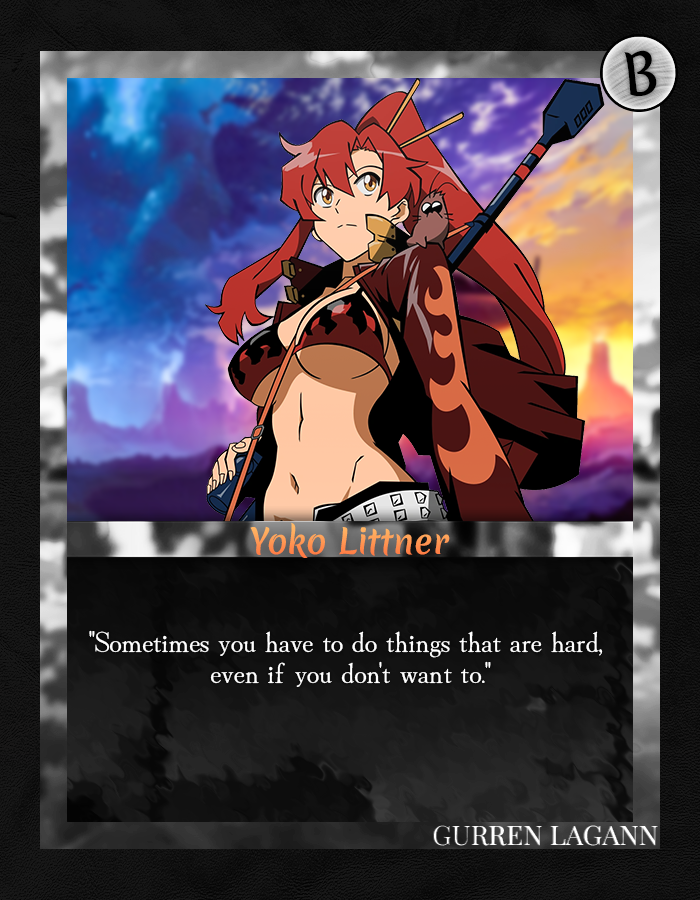 B
Yoko Littner
"Sometimes you have to do things that are hard,
even if you don't want to."
GURREN LAGANN